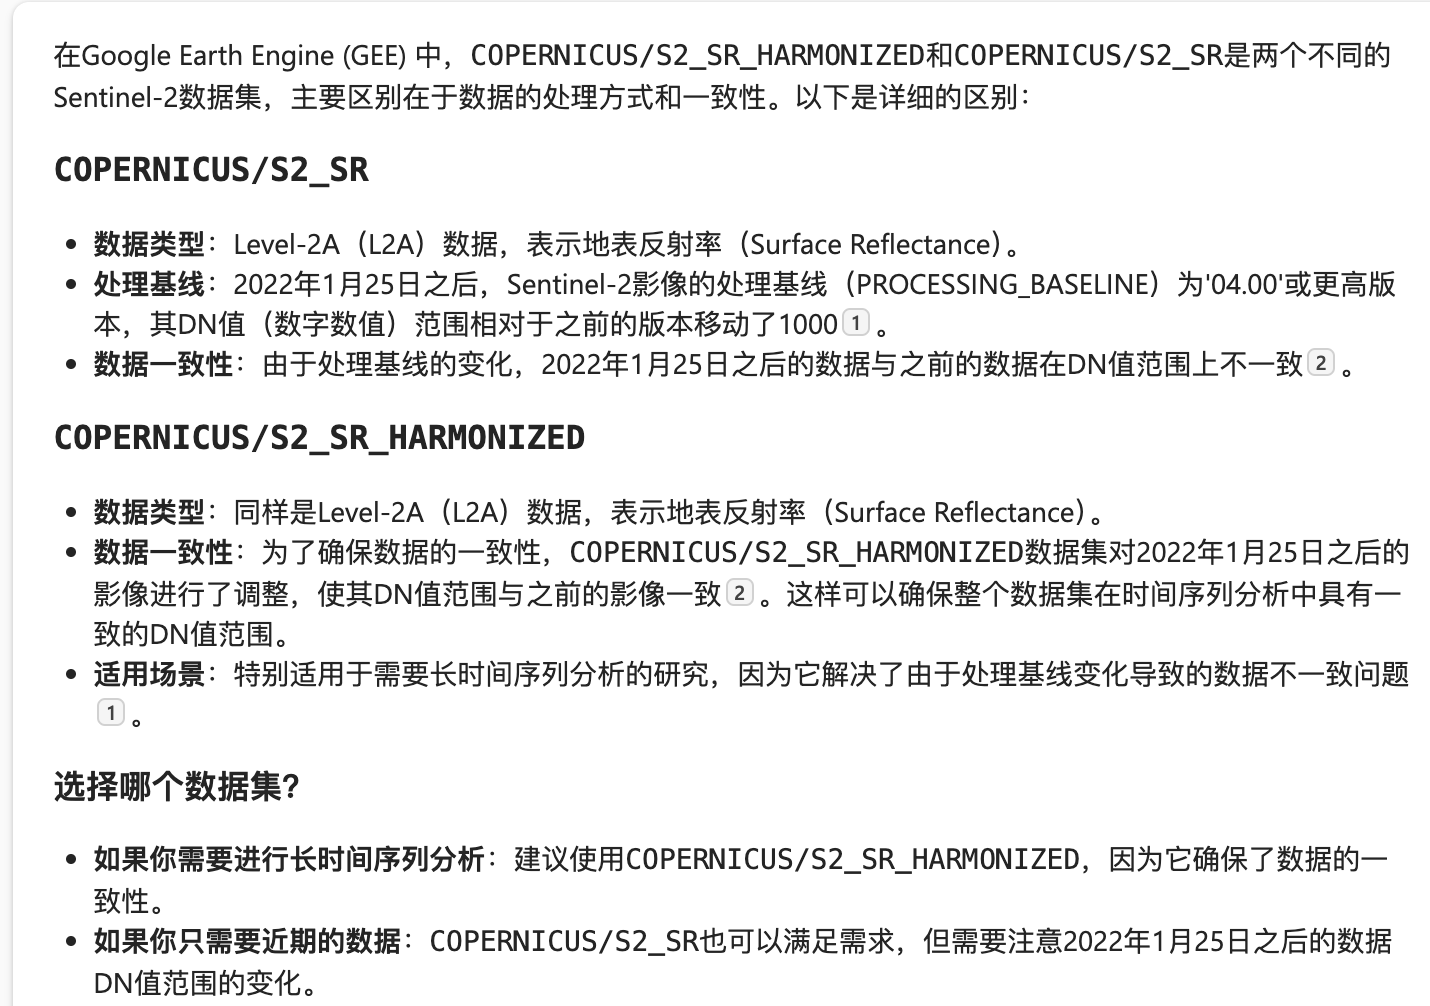 在Google Earth Engine (GEE) 中，COPERNICUS/S2_SR_HARMONIZED和COPERNICUS/S2_SR是两个不同的
Sentinel-2数据集，主要区别在于数据的处理方式和一致性。以下是详细的区别：
COPERNICUS/S2_SR
• 数据类型：Level-2A（L2A）数据，表示地表反射率（Surface Reflectance）。
• 处理基线：2022年1月25日之后，Sentinel-2影像的处理基线（PROCESSING_BASELINE）为'04.00'或更高版
本，其DN值（数字数值）范围相对于之前的版本移动了1000 1 。
• 数据一致性：由于处理基线的变化，2022年1月25日之后的数据与之前的数据在DN值范围上不一致 2 。
COPERNICUS/S2_SR_HARMONIZED
• 数据类型：同样是Level-2A（L2A）数据，表示地表反射率（Surface Reflectance）。
• 数据一致性：为了确保数据的一致性，COPERNICUS/S2_SR_HARMONIZED数据集对2022年1月25日之后的
影像进行了调整，使其DN值范围与之前的影像一致 2 。这样可以确保整个数据集在时间序列分析中具有一
致的DN值范围。
• 适用场景：特别适用于需要长时间序列分析的研究，因为它解决了由于处理基线变化导致的数据不一致问题
1 。
选择哪个数据集？
• 如果你需要进行长时间序列分析：建议使用COPERNICUS/S2_SR_HARMONIZED，因为它确保了数据的一
致性。
• 如果你只需要近期的数据：COPERNICUS/S2_SR也可以满足需求，但需要注意2022年1月25日之后的数据
DN值范围的变化。